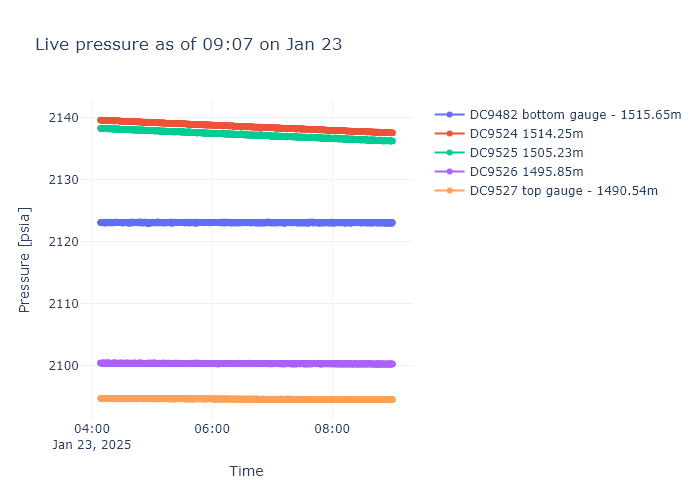 Live pressure as of 09:07 on Jan 23
DC9482 bottom gauge - 1515.65m
DC9524 1514.25m
DC9525 1505.23m
DC9526 1495.85m
DC9527 top gauge - 1490.54m
Pressure [psia]
2140
2130
2120
2110
2100
04:00
06:00
08:00
Jan 23, 2025
Time